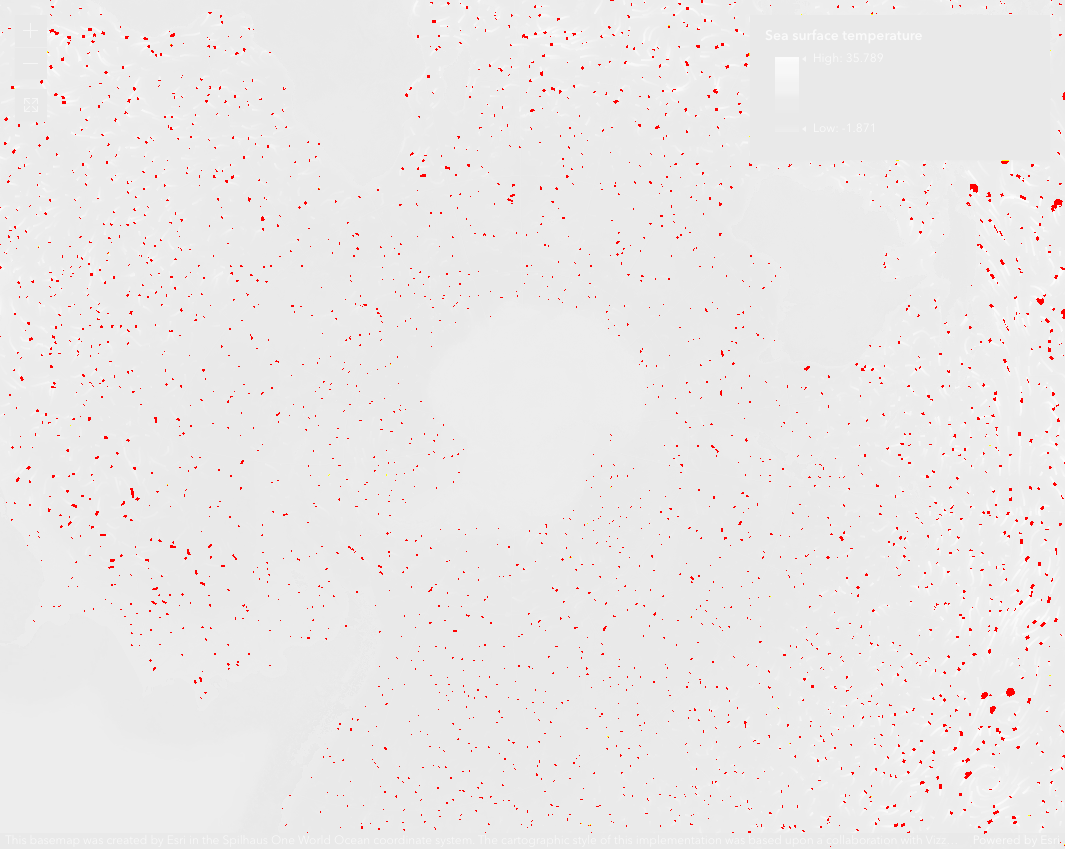 Sea surface temperature
High: 35.789
Low: -1.871
This basemap was created by Esri in the Spilhaus One World Ocean coordinate system. The cartographic style of this implementation was based upon a collaboration with Vizz
Powered by Esri